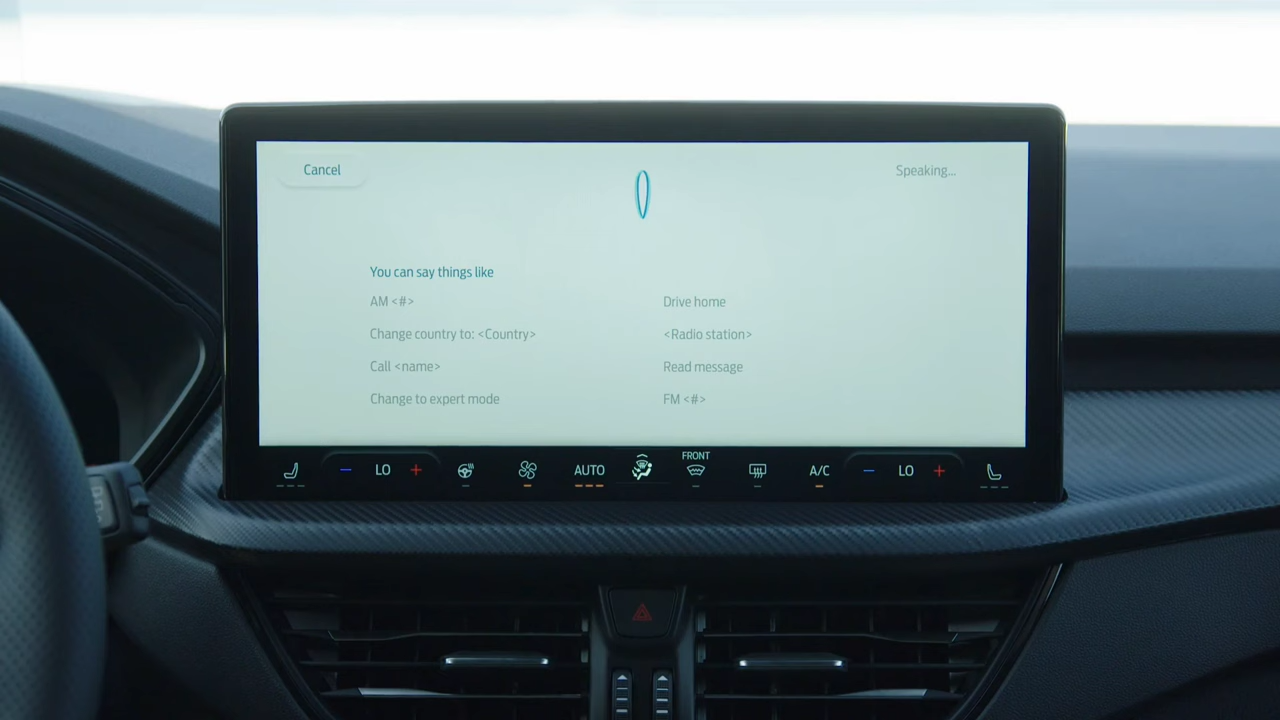 Cancel
Speaking...
You can say things like
AM <#>
Drive home
Change country to: <Country>
<Radio station>
Call <name>
Read message
Change to expert mode
FM <#>
LO
AUTO
FRONT
A/C
LO